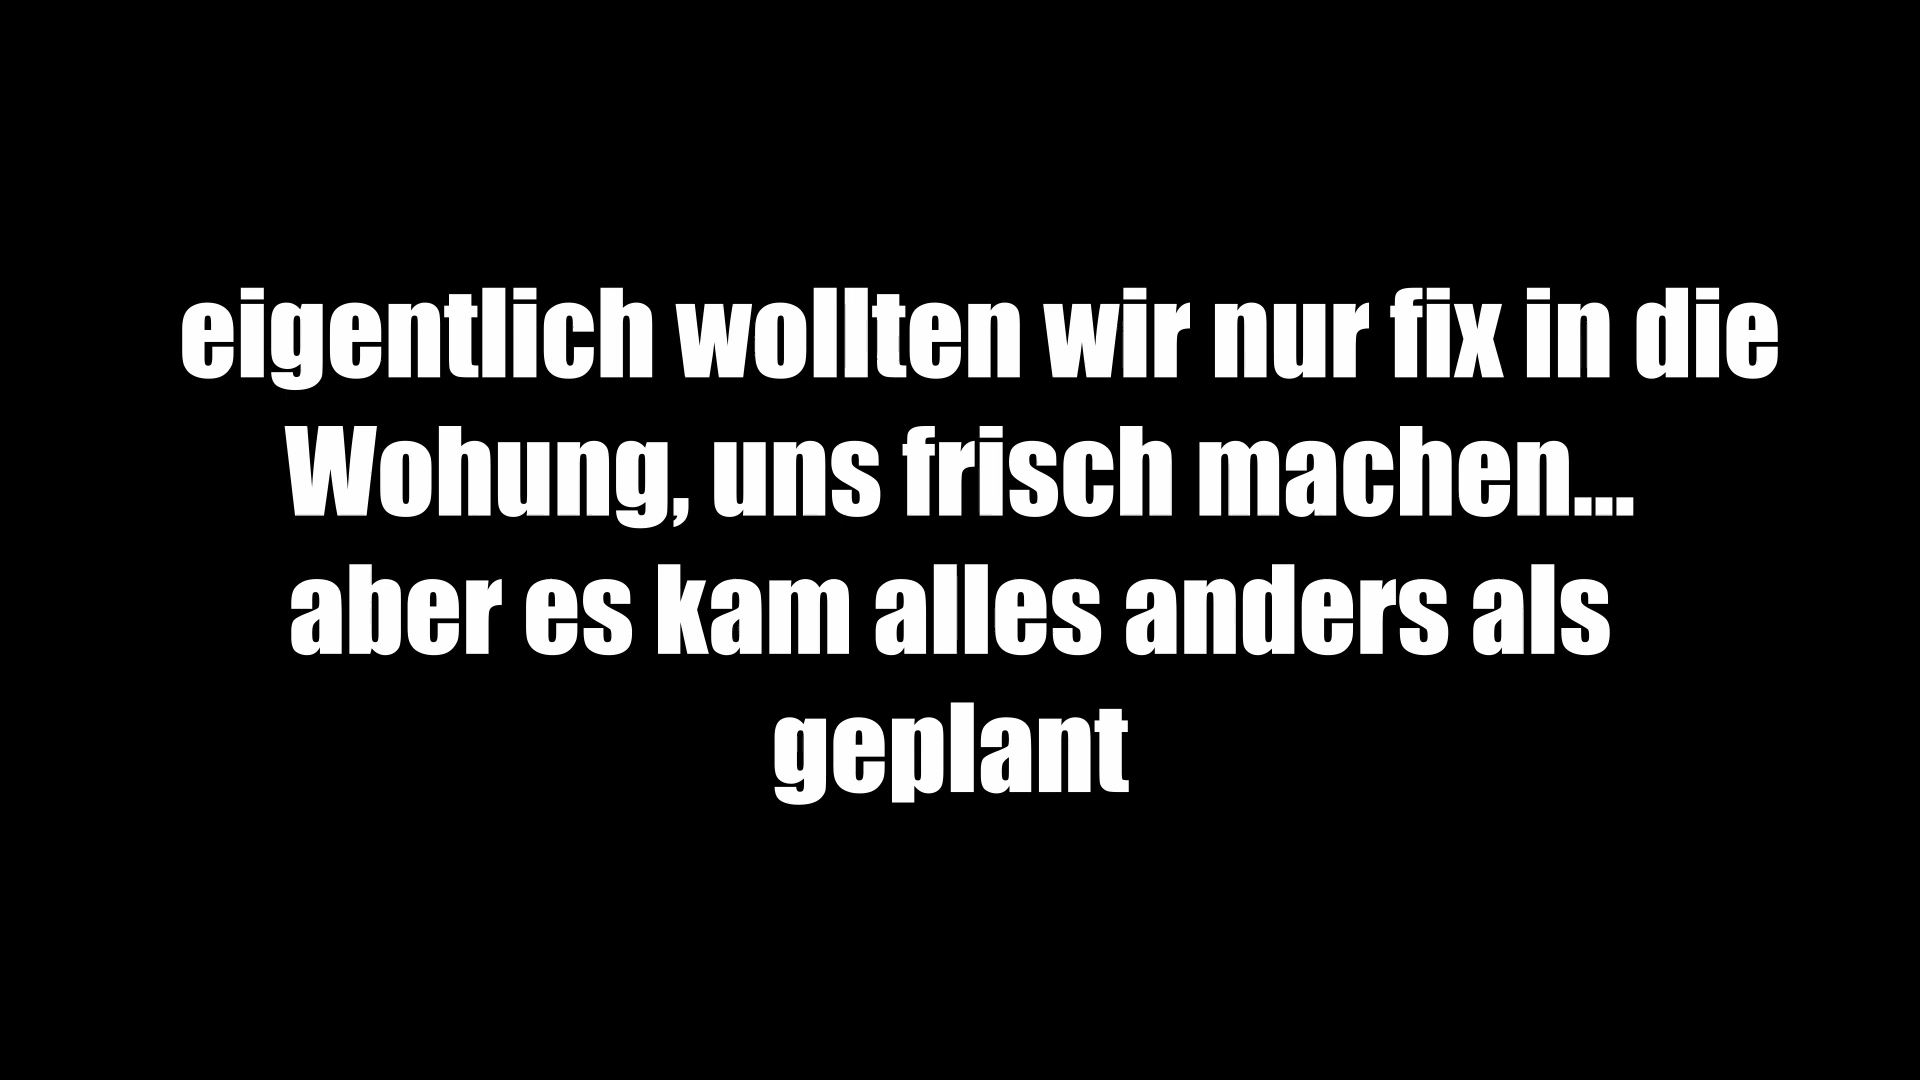 eigentlich wollten wir nur fix in die
Wohung, uns frisch machen...
aber es kam alles anders als
geplant